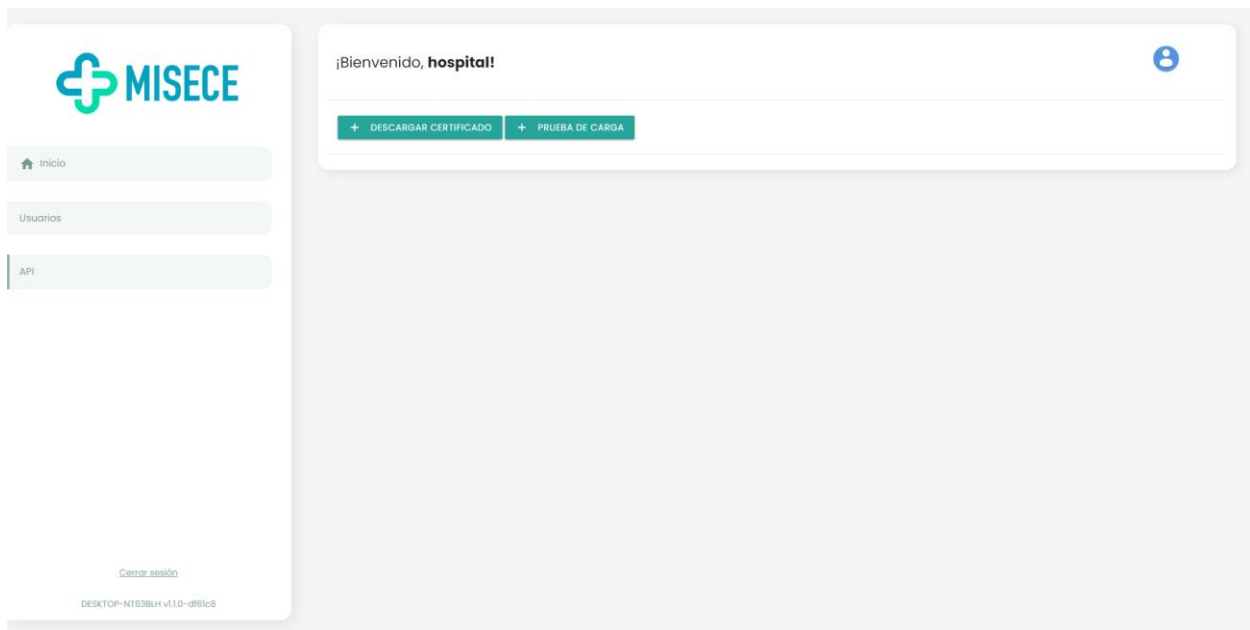 MISECE
Inicio
Usuarios
API
Cerrar sesión
DESKTOP-NT63BLH v1.1.0-df61c8
¡Bienvenido, hospital!
+ DESCARGAR CERTIFICADO
+ PRUEBA DE CARGA